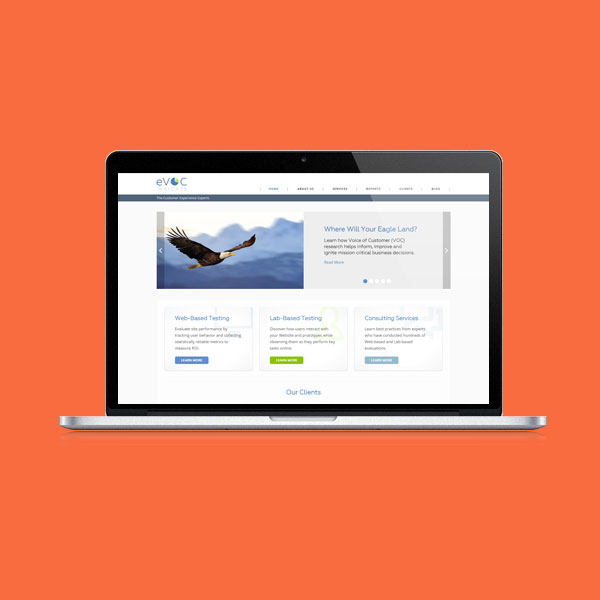 eVOC
INSIGHTS
HOME
ABOUT US
SERVICES
REPORTS
CLIENTS
BLOG
The Customer Experience Experts
Where Will Your Eagle Land?
Learn how Voice of Customer (VOC)
research helps inform, improve and
ignite mission critical business decisions.
Read More
Web-Based Testing
Evaluate site performance by
tracking user behavior and collecting
statistically reliable metrics to
measure ROI.
LEARN MORE
Lab-Based Testing
Discover how users interact with
your Website and prototypes while
observing them as they perform key
tasks online.
LEARN MORE
Consulting Services
Learn best practices from experts
who have conducted hundreds of
Web-based and Lab-based
evaluations.
LEARN MORE
Our Clients